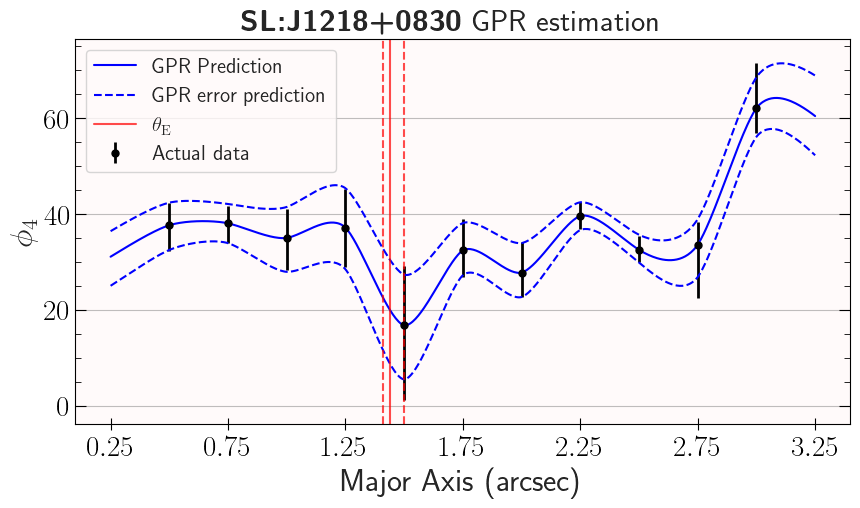 SL:J1218+0830 GPR estimation
GPR Prediction
GPR error prediction
θE
Actual data
ϕ4
60
40
20
0
0.25 0.75 1.25 1.75 2.25 2.75 3.25
Major Axis (arcsec)